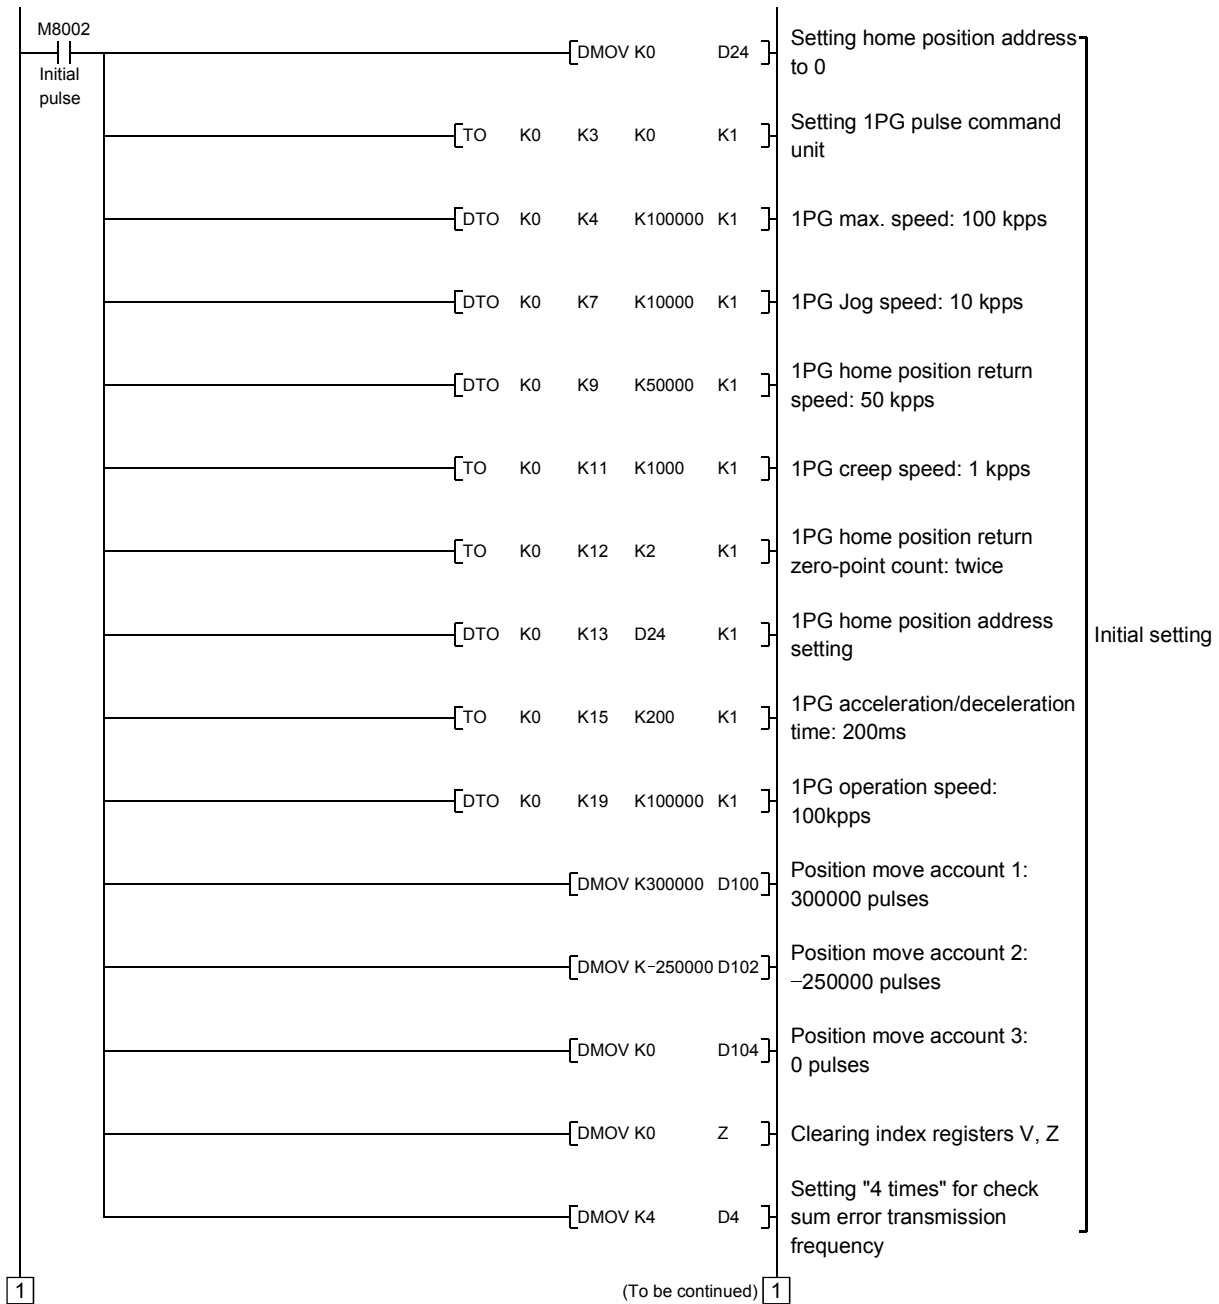 M8002
Initial
pulse
DMOV K0 D24
Setting home position address
to 0
TO K0 K3 K0 K1
Setting 1PG pulse command
unit
DTO K0 K4 K100000 K1
1PG max. speed: 100 kpps
DTO K0 K7 K10000 K1
1PG Jog speed: 10 kpps
DTO K0 K9 K50000 K1
1PG home position return
speed: 50 kpps
TO K0 K11 K1000 K1
1PG creep speed: 1 kpps
TO K0 K12 K2 K1
1PG home position return
zero-point count: twice
DTO K0 K13 D24 K1
1PG home position address
setting
Initial setting
TO K0 K15 K200 K1
1PG acceleration/deceleration
time: 200ms
DTO K0 K19 K100000 K1
1PG operation speed:
100kpps
DMOV K300000 D100
Position move account 1:
300000 pulses
DMOV K−250000 D102
Position move account 2:
−250000 pulses
DMOV K0 D104
Position move account 3:
0 pulses
DMOV K0 Z
Clearing index registers V, Z
DMOV K4 D4
Setting "4 times" for check
sum error transmission
frequency
1
(To be continued) 1